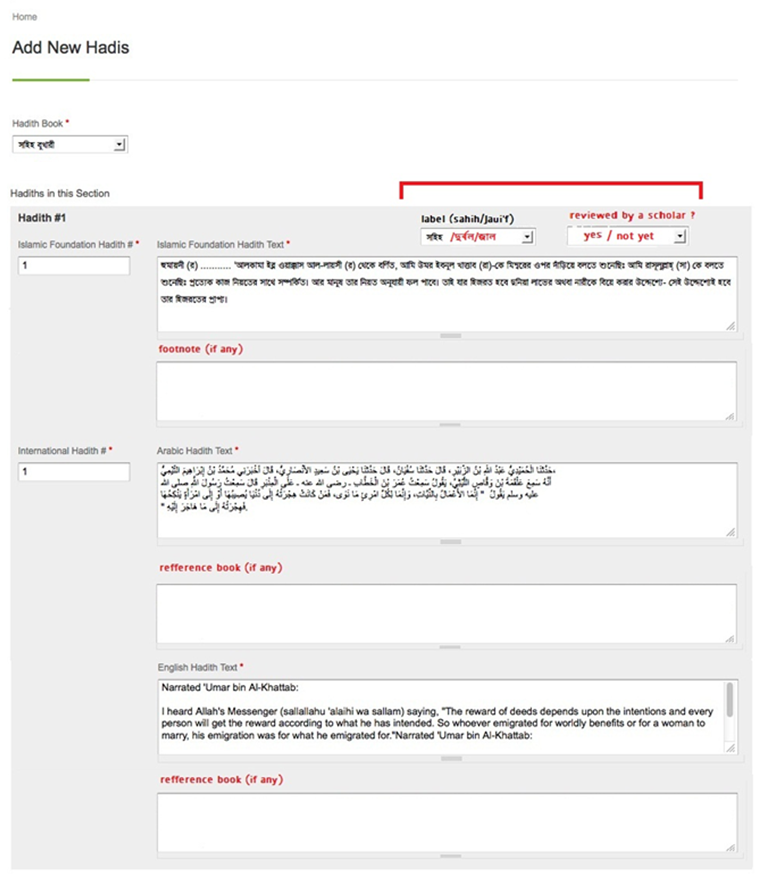 Home
Add New Hadis
Hadith Book *
সহিহ বুখারী
Hadiths in this Section
Hadith #1
label (sahih/Jaui'f)
reviewed by a scholar ?
সহিহ /দুর্বল/জাল
yes / not yet
Islamic Foundation Hadith # *
Islamic Foundation Hadith Text *
1
হুমায়দী (র) ........... 'আলকামা ইব্ন ওয়াক্কাস আল-লায়সী (র) থেকে বর্ণিত, আমি উমর ইবনুল খাত্তাব (রা)-কে মিম্বরের ওপর দাঁড়িয়ে বলতে শুনেছিঃ আমি রাসূলুল্লাহ্ (সা) কে বলতে
শুনেছিঃ প্রত্যেক কাজ নিয়তের সাথে সম্পর্কিত। আর মানুষ তার নিয়ত অনুযায়ী ফল পাবে। তাই যার হিজরত হবে দুনিয়া লাভের অথবা নারীকে বিয়ে করার উদ্দেশ্যে- সেই উদ্দেশ্যেই হবে
তার হিজরতের প্রাপ্য।
footnote (if any)
International Hadith # *
Arabic Hadith Text *
1
حَدَّثَنَا الْحُمَيْدِيُّ عَبْدُ اللَّهِ بْنُ الزُّبَيْرِ، قَالَ حَدَّثَنَا سُفْيَانُ، قَالَ حَدَّثَنَا يَحْيَى بْنُ سَعِيدٍ الأَنْصَارِيُّ، قَالَ أَخْبَرَنِي مُحَمَّدُ بْنُ إِبْرَاهِيمَ التَّيْمِيُّ،
أَنَّهُ سَمِعَ عَلْقَمَةَ بْنَ وَقَّاصٍ اللَّيْثِيَّ، يَقُولُ سَمِعْتُ عُمَرَ بْنَ الْخَطَّابِ ـ رضى الله عنه ـ عَلَى الْمِنْبَرِ قَالَ سَمِعْتُ رَسُولَ اللَّهِ صلى الله
عليه وسلم يَقُولُ " إِنَّمَا الأَعْمَالُ بِالنِّيَّاتِ، وَإِنَّمَا لِكُلِّ امْرِئٍ مَا نَوَى، فَمَنْ كَانَتْ هِجْرَتُهُ إِلَى دُنْيَا يُصِيبُهَا أَوْ إِلَى امْرَأَةٍ يَنْكِحُهَا
فَهِجْرَتُهُ إِلَى مَا هَاجَرَ إِلَيْهِ "
refference book (if any)
English Hadith Text *
Narrated 'Umar bin Al-Khattab:
I heard Allah's Messenger (sallallahu 'alaihi wa sallam) saying, "The reward of deeds depends upon the intentions and every
person will get the reward according to what he has intended. So whoever emigrated for worldly benefits or for a woman to
marry, his emigration was for what he emigrated for."Narrated 'Umar bin Al-Khattab:
refference book (if any)